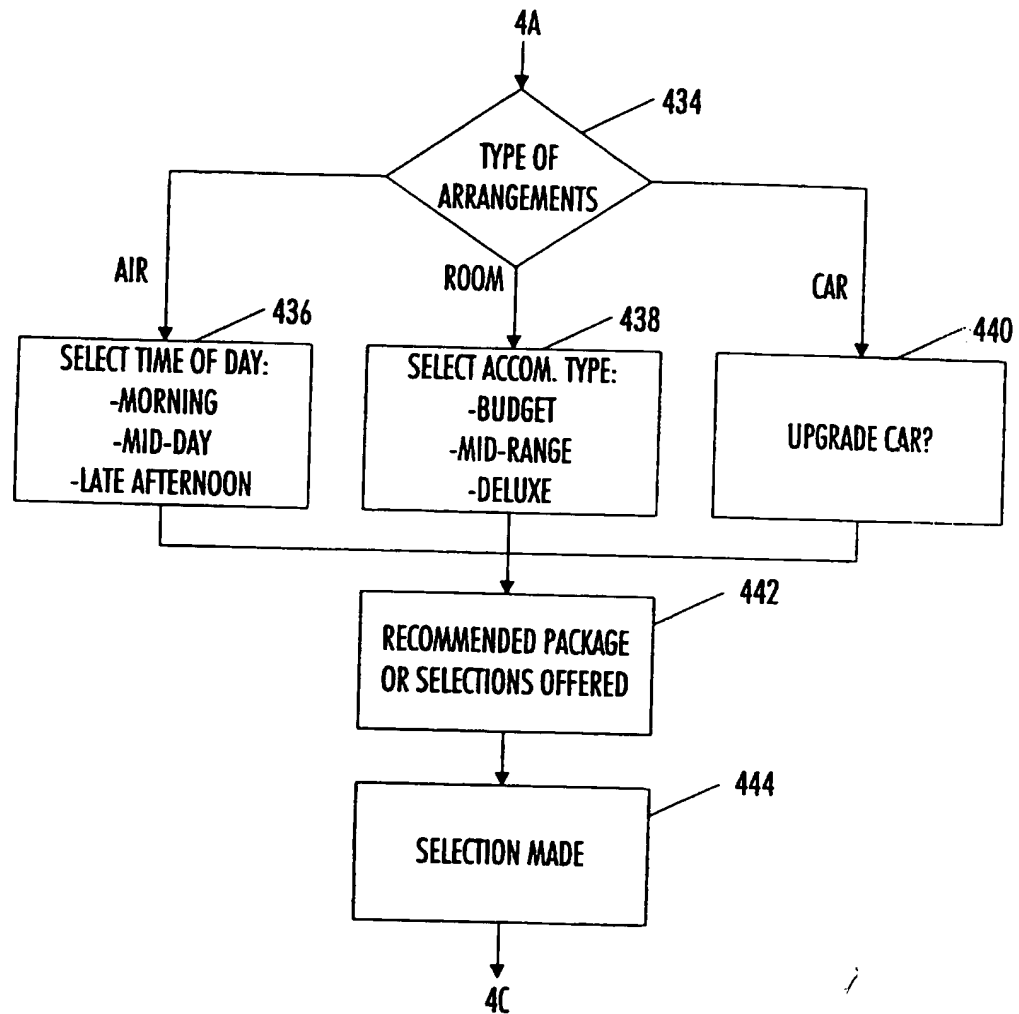 4A
434
TYPE OF
ARRANGEMENTS
AIR
ROOM
CAR
436
438
440
SELECT TIME OF DAY:
-MORNING
-MID-DAY
-LATE AFTERNOON
SELECT ACCOM. TYPE:
-BUDGET
-MID-RANGE
-DELUXE
UPGRADE CAR?
442
RECOMMENDED PACKAGE
OR SELECTIONS OFFERED
444
SELECTION MADE
4C